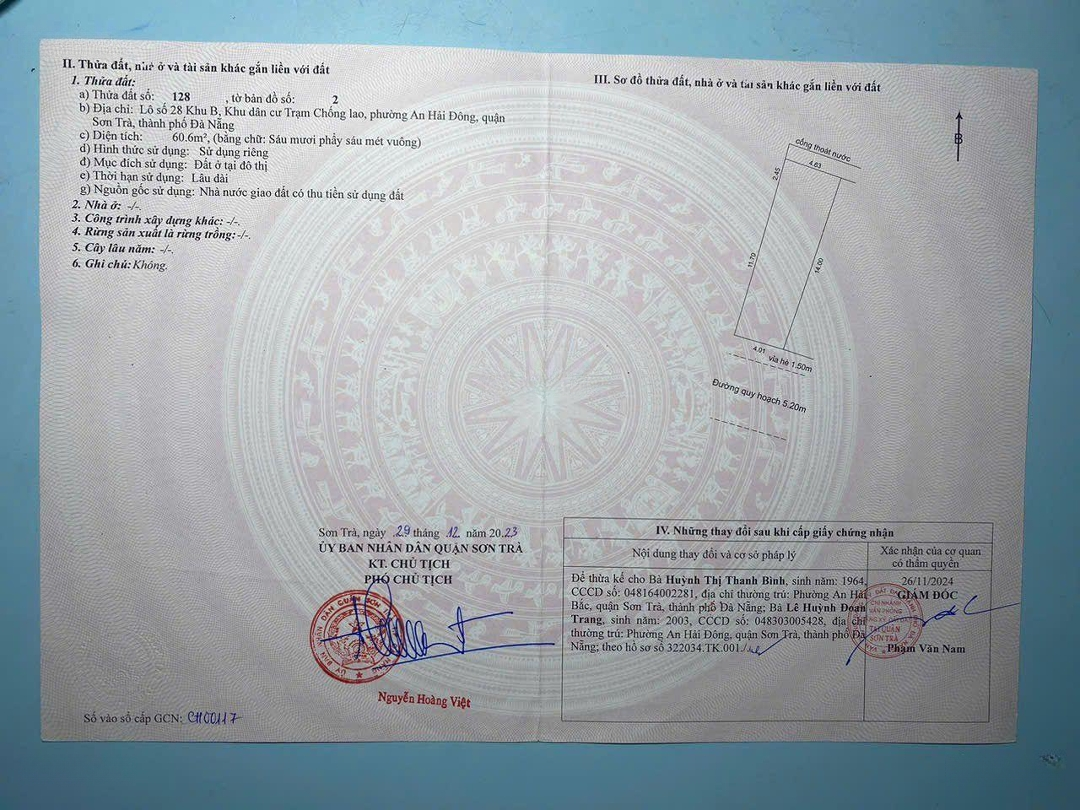 II. Thửa đất, nhà ở và tài sản khác gắn liền với đất
1. Thửa đất:
a) Thửa đất số: 128 , tờ bản đồ số: 2
b) Địa chỉ: Lô số 28 Khu B, Khu dân cư Trạm Chống lao, phường An Hải Đông, quận
Sơn Trà, thành phố Đà Nẵng
c) Diện tích: 60.6m², (bằng chữ: Sáu mươi phẩy sáu mét vuông)
d) Hình thức sử dụng: Sử dụng riêng
đ) Mục đích sử dụng: Đất ở tại đô thị
e) Thời hạn sử dụng: Lâu dài
g) Nguồn gốc sử dụng: Nhà nước giao đất có thu tiền sử dụng đất
2. Nhà ở: -/-.
3. Công trình xây dựng khác: -/-.
4. Rừng sản xuất là rừng trồng: -/-.
5. Cây lâu năm: -/-.
6. Ghi chú: Không.
Sơn Trà, ngày 29 tháng 12 năm 2023
ỦY BAN NHÂN DÂN QUẬN SƠN TRÀ
KT. CHỦ TỊCH
PHÓ CHỦ TỊCH
Nguyễn Hoàng Việt
Số vào sổ cấp GCN: CH00117
III. Sơ đồ thửa đất, nhà ở và tài sản khác gắn liền với đất
B
cống thoát nước
4.63
2.45
11.70
14.00
4.01
vỉa hè 1.50m
Đường quy hoạch 5.20m
IV. Những thay đổi sau khi cấp giấy chứng nhận
Nội dung thay đổi và cơ sở pháp lý
Xác nhận của cơ quan
có thẩm quyền
Để thừa kế cho Bà Huỳnh Thị Thanh Bình, sinh năm: 1964,
CCCD số: 048164002281, địa chỉ thường trú: Phường An Hải
Bắc, quận Sơn Trà, thành phố Đà Nẵng; Bà Lê Huỳnh Đoan
Trang, sinh năm: 2003, CCCD số: 048303005428, địa chỉ
thường trú: Phường An Hải Đông, quận Sơn Trà, thành phố Đà
Nẵng; theo hồ sơ số 322034.TK.001./
26/11/2024
GIÁM ĐỐC
CHI NHÁNH
TẠI QUẬN
SƠN TRÀ
Phạm Văn Nam